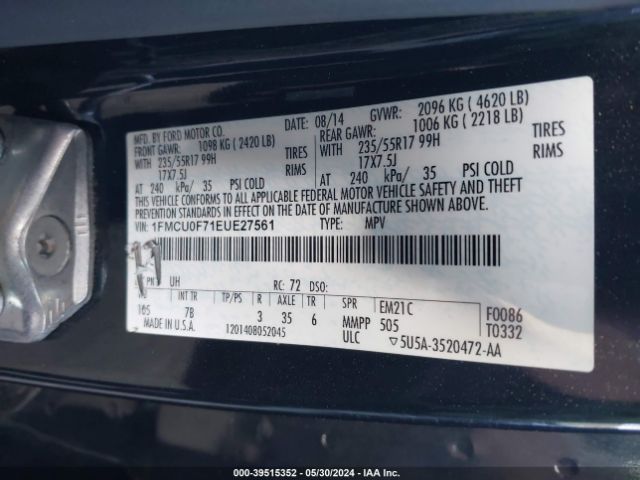 MFD. BY FORD MOTOR CO.
DATE: 08/14
GVWR: 2096 KG ( 4620 LB)
FRONT GAWR: 1098 KG ( 2420 LB)
REAR GAWR: 1006 KG ( 2218 LB)
WITH 235/55R17 99H TIRES
WITH 235/55R17 99H TIRES
17X7.5J RIMS
17X7.5J RIMS
AT 240 kPa/ 35 PSI COLD
AT 240 kPa/ 35 PSI COLD
THIS VEHICLE CONFORMS TO ALL APPLICABLE FEDERAL MOTOR VEHICLE SAFETY AND THEFT
PREVENTION STANDARDS IN EFFECT ON THE DATE OF MANUFACTURE SHOWN ABOVE.
VIN: 1FMCU0F71EUE27561
TYPE: MPV
PNT: UH
RC: 72 DSO:
INT TR TP/PS R AXLE TR SPR
165 7B 3 35 6
EM21C
MMPP 505
ULC
F0086
T0332
MADE IN U.S.A.
1201408052045
▽5U5A-3520472-AA
000-39515352 - 05/30/2024 - IAA Inc.